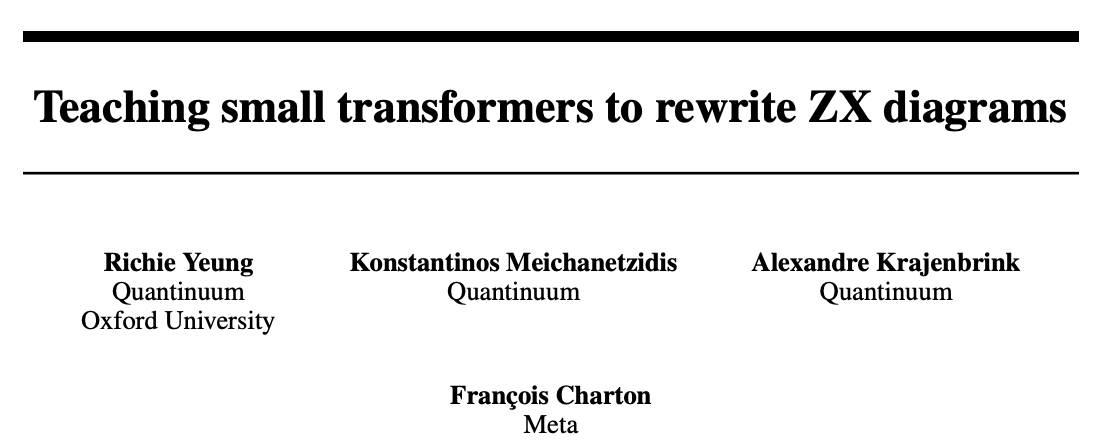 Teaching small transformers to rewrite ZX diagrams
Richie Yeung Konstantinos Meichanetzidis Alexandre Krajenbrink
Quantinuum Quantinuum Quantinuum
Oxford University
François Charton
Meta